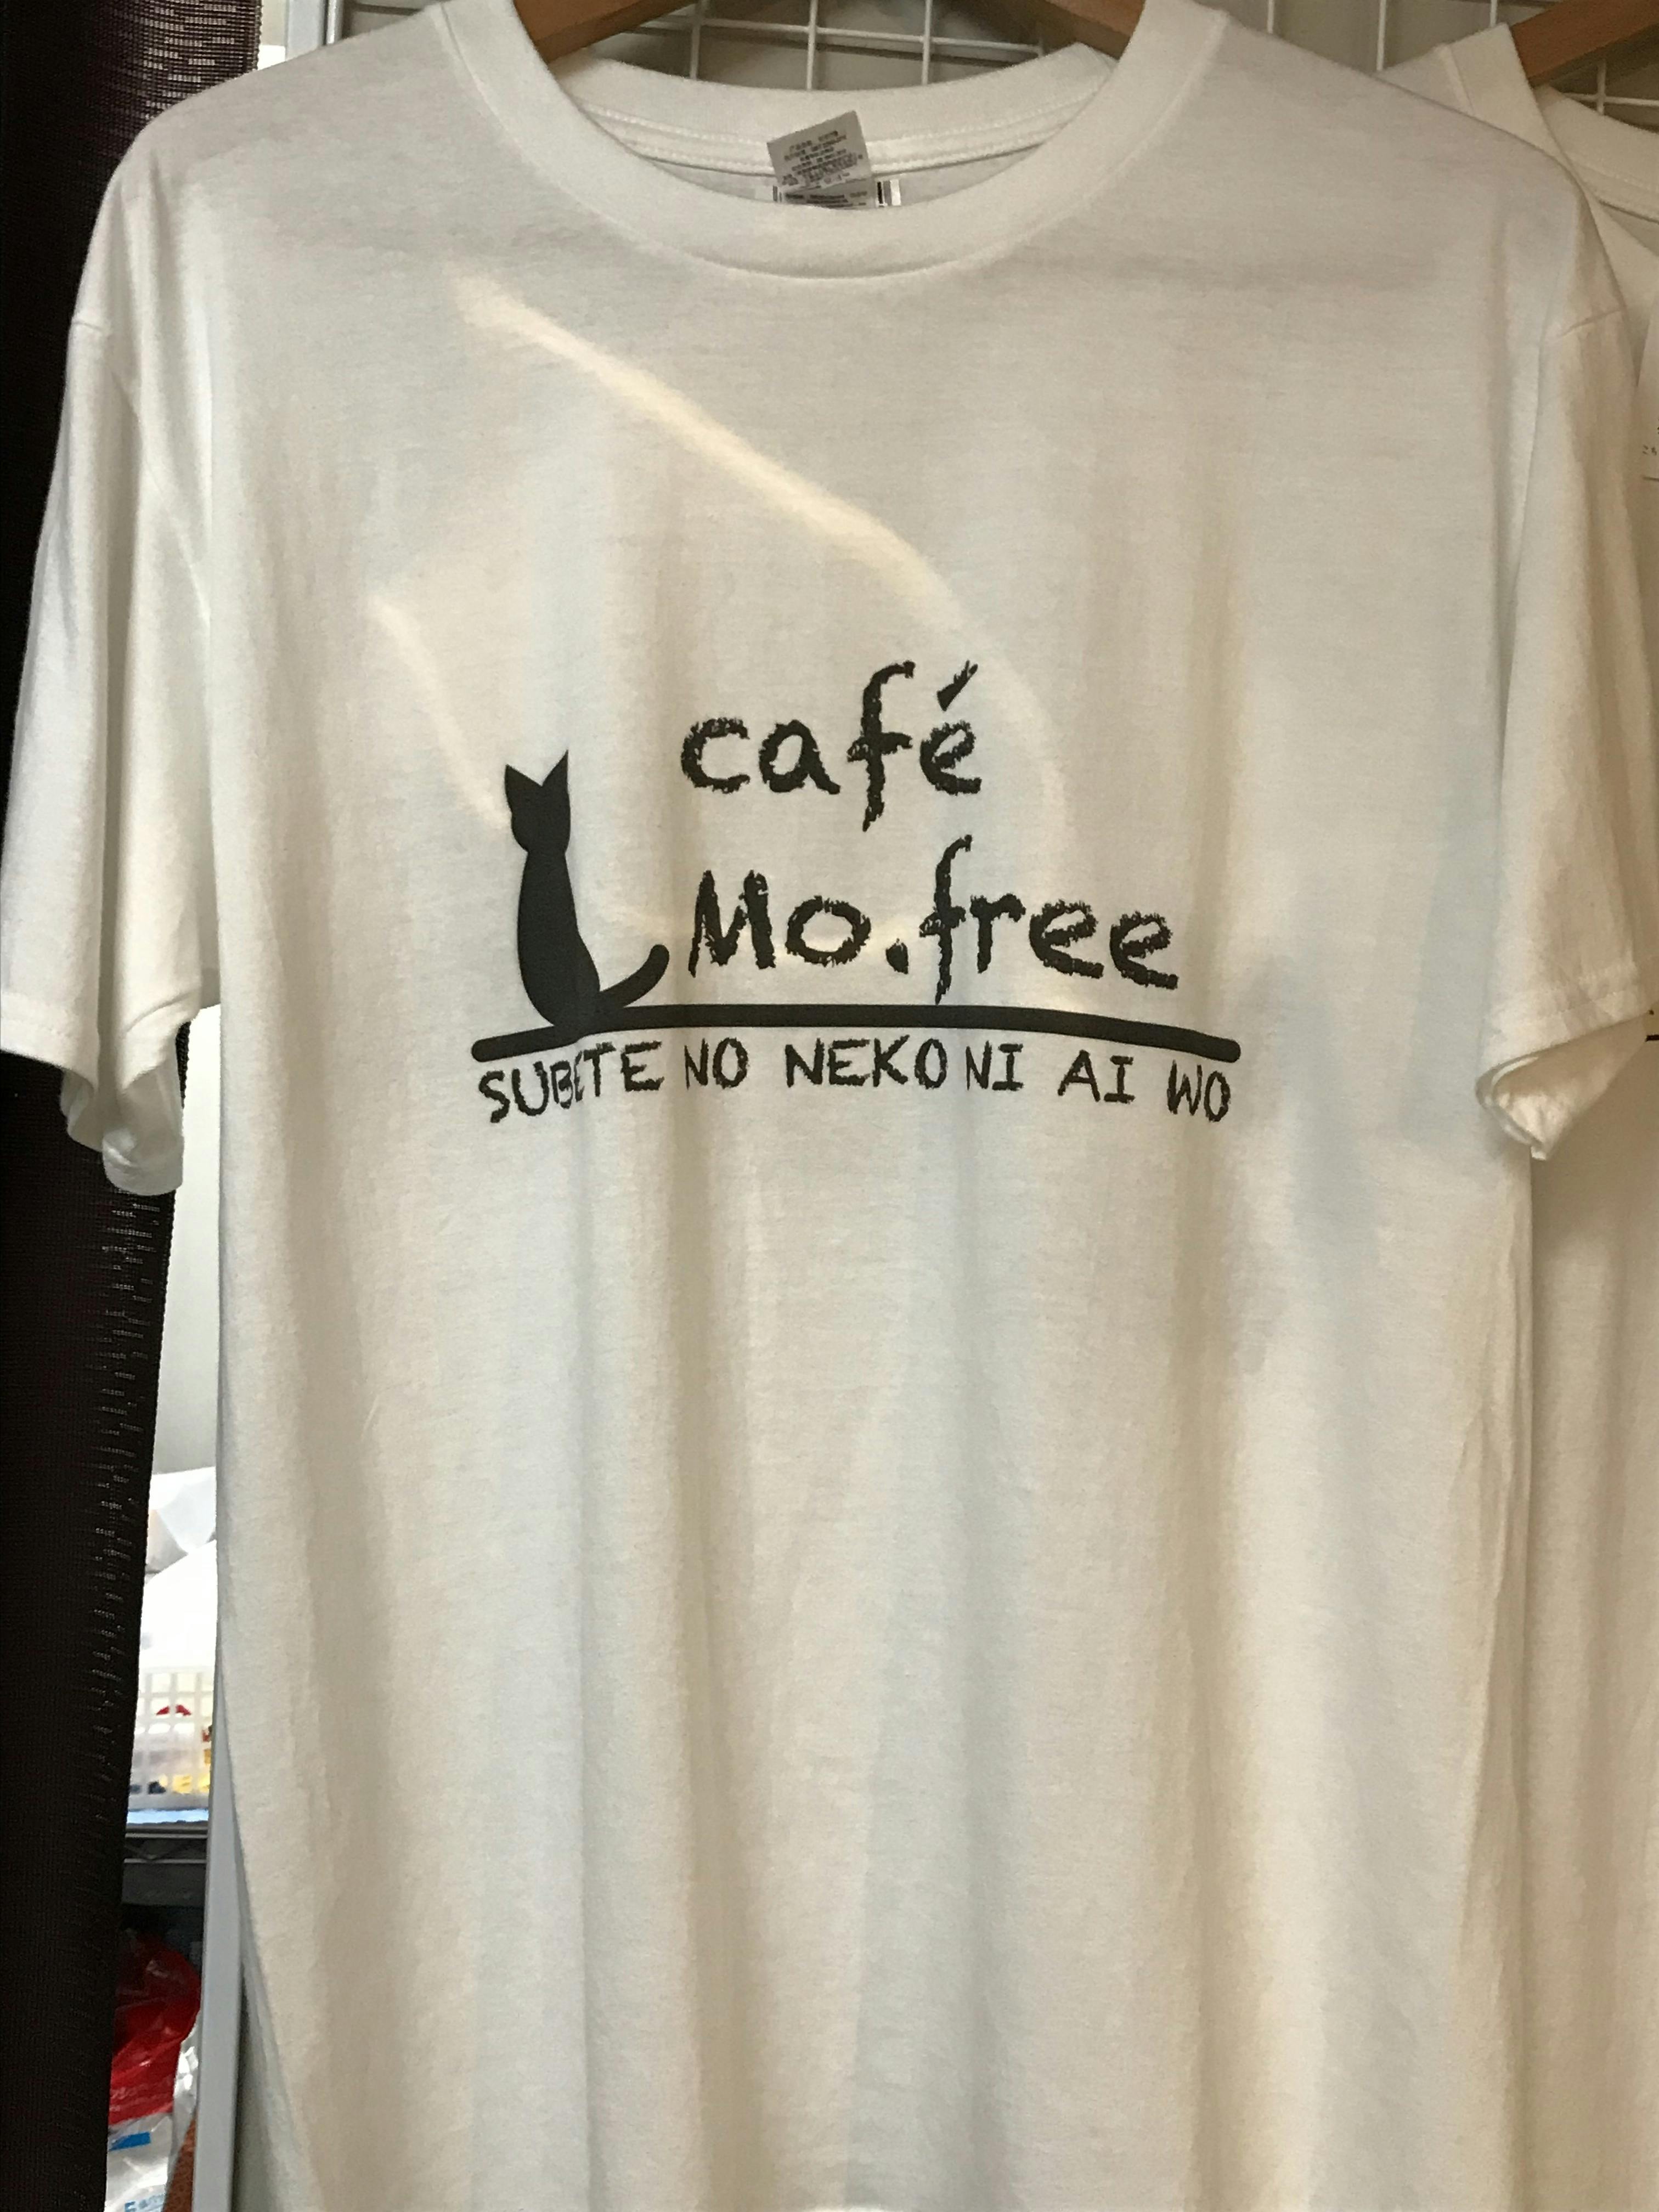 café
Mo.free
SUBETE NO NEKO NI AI WO